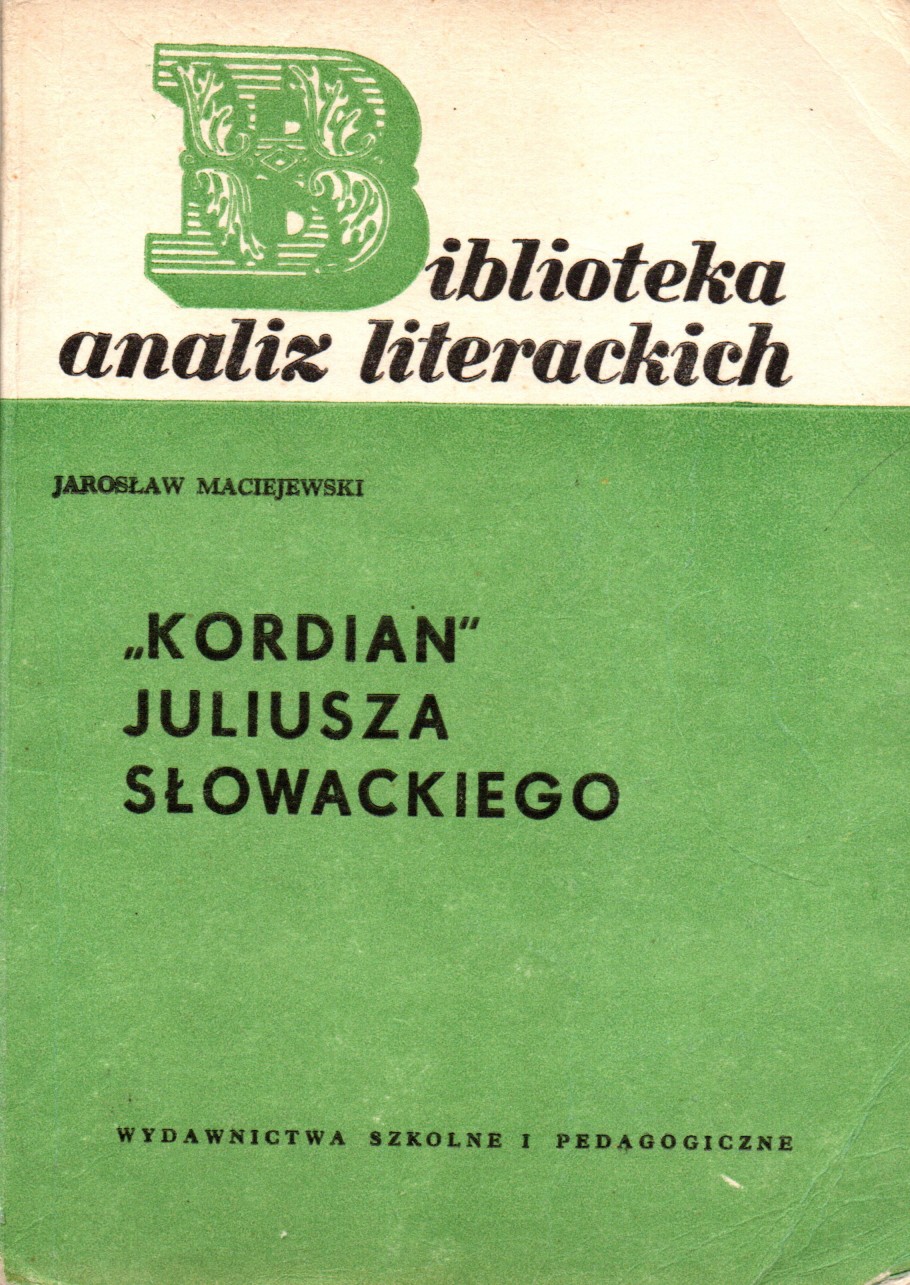 Biblioteka
analiz literackich
JAROSŁAW MACIEJEWSKI
„KORDIAN”
JULIUSZA
SŁOWACKIEGO
WYDAWNICTWA SZKOLNE I PEDAGOGICZNE